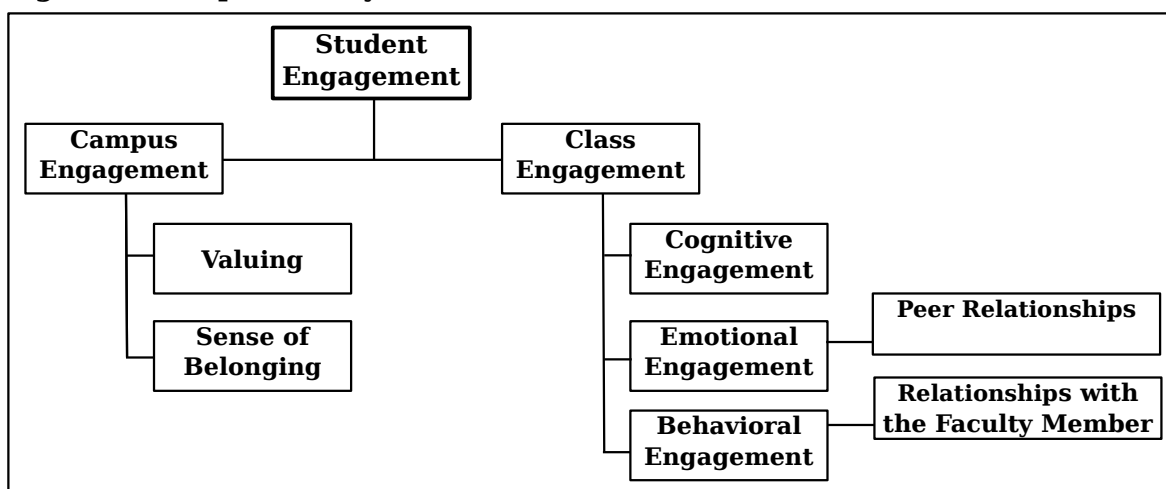 Student
Engagement
Campus
Engagement
Class
Engagement
Valuing
Sense of
Belonging
Cognitive
Engagement
Emotional
Engagement
Behavioral
Engagement
Peer Relationships
Relationships with
the Faculty Member